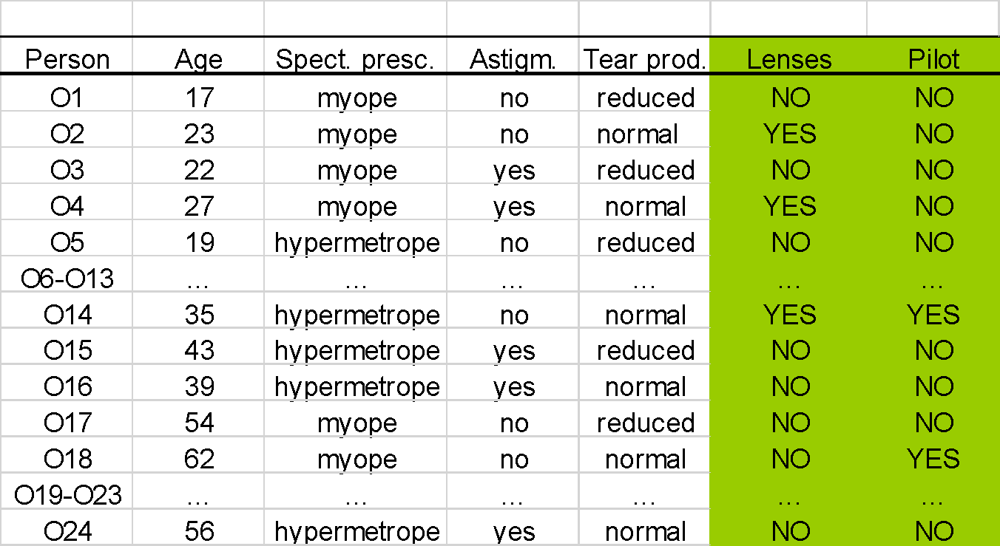 Person Age Spect. presc. Astigm. Tear prod. Lenses Pilot
O1 17 myope no reduced NO NO
O2 23 myope no normal YES NO
O3 22 myope yes reduced NO NO
O4 27 myope yes normal YES NO
O5 19 hypermetrope no reduced NO NO
O6-O13 ... ... ... ... ... ...
O14 35 hypermetrope no normal YES YES
O15 43 hypermetrope yes reduced NO NO
O16 39 hypermetrope yes normal NO NO
O17 54 myope no reduced NO NO
O18 62 myope no normal NO YES
O19-O23 ... ... ... ... ... ...
O24 56 hypermetrope yes normal NO NO